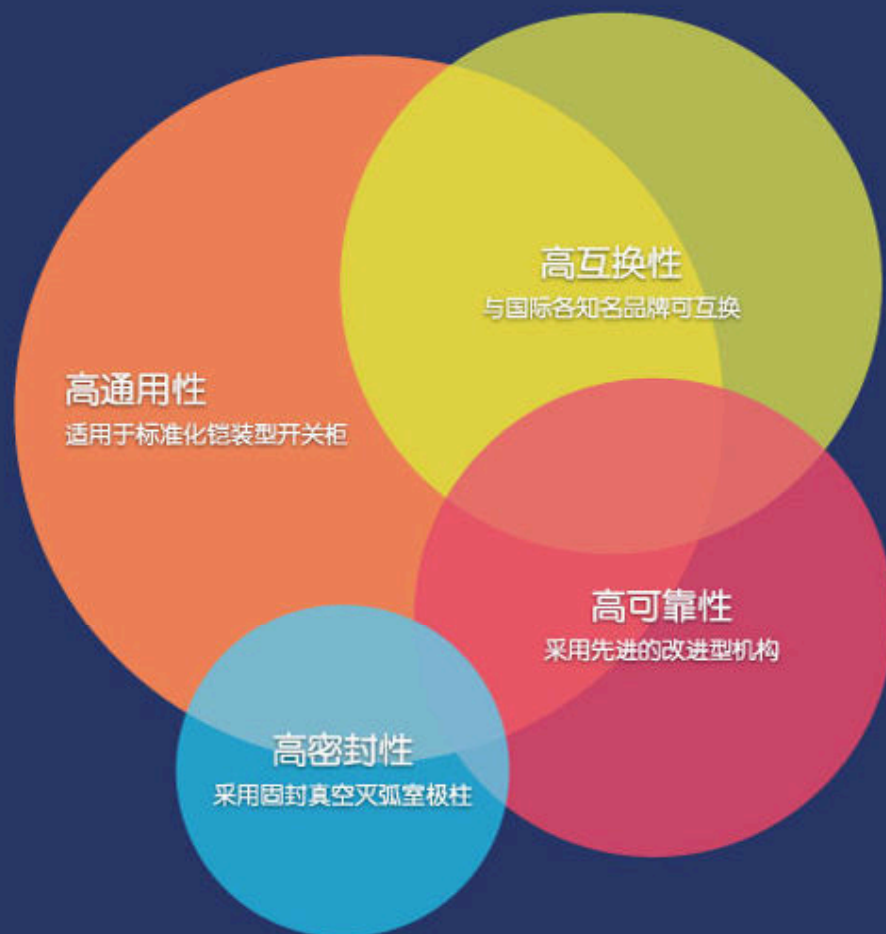 高互换性
与国际各知名品牌可互换
高通用性
适用于标准化铠装型开关柜
高可靠性
采用先进的改进型机构
高密封性
采用固封真空灭弧室极柱